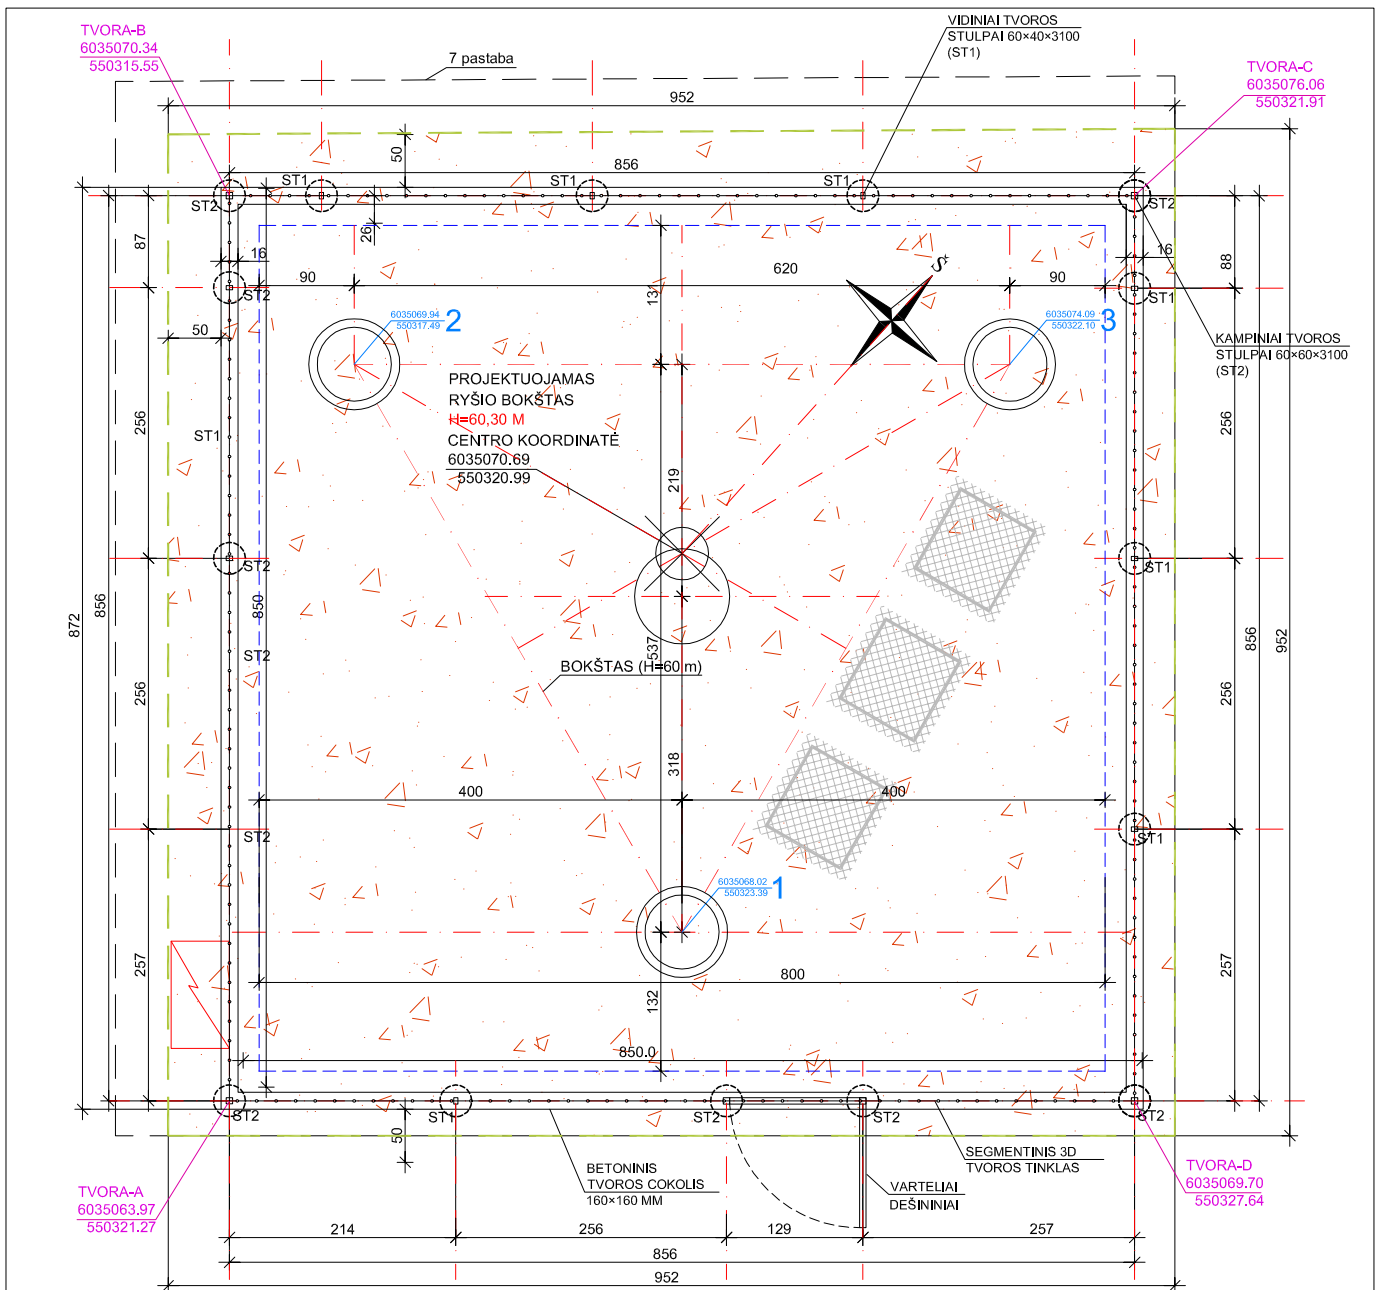 TVORA-B
6035070.34
550315.55
7 pastaba
VIDINIAI TVOROS
STULPAI 60×40×3100
(ST1)
TVORA-C
6035076.06
550321.91
952
50
856
ST1
ST1
ST1
ST2
ST2
26
87
16
16
88
90
620
90
131
S
ST2
ST1
50
6035069.94
550317.49
2
6035074.09
550322.10
3
KAMPINIAI TVOROS
STULPAI 60×60×3100
(ST2)
PROJEKTUOJAMAS
RYŠIO BOKŠTAS
H=60,30 M
CENTRO KOORDINATĖ
6035070.69
550320.99
256
ST1
256
219
ST2
ST1
872
856
850
537
856
952
ST2
BOKŠTAS (H=60 m)
256
256
318
400
400
ST2
ST1
6035068.02
550323.39
1
257
800
257
132
850.0
ST2
ST1
ST2
ST2
ST2
50
SEGMENTINIS 3D
TVOROS TINKLAS
BETONINIS
TVOROS COKOLIS
160×160 MM
VARTELIAI
DEŠININIAI
TVORA-A
6035063.97
550321.27
TVORA-D
6035069.70
550327.64
214
256
129
257
856
952